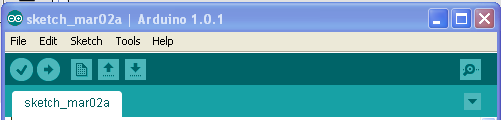 sketch_mar02a | Arduino 1.0.1
File Edit Sketch Tools Help
sketch_mar02a